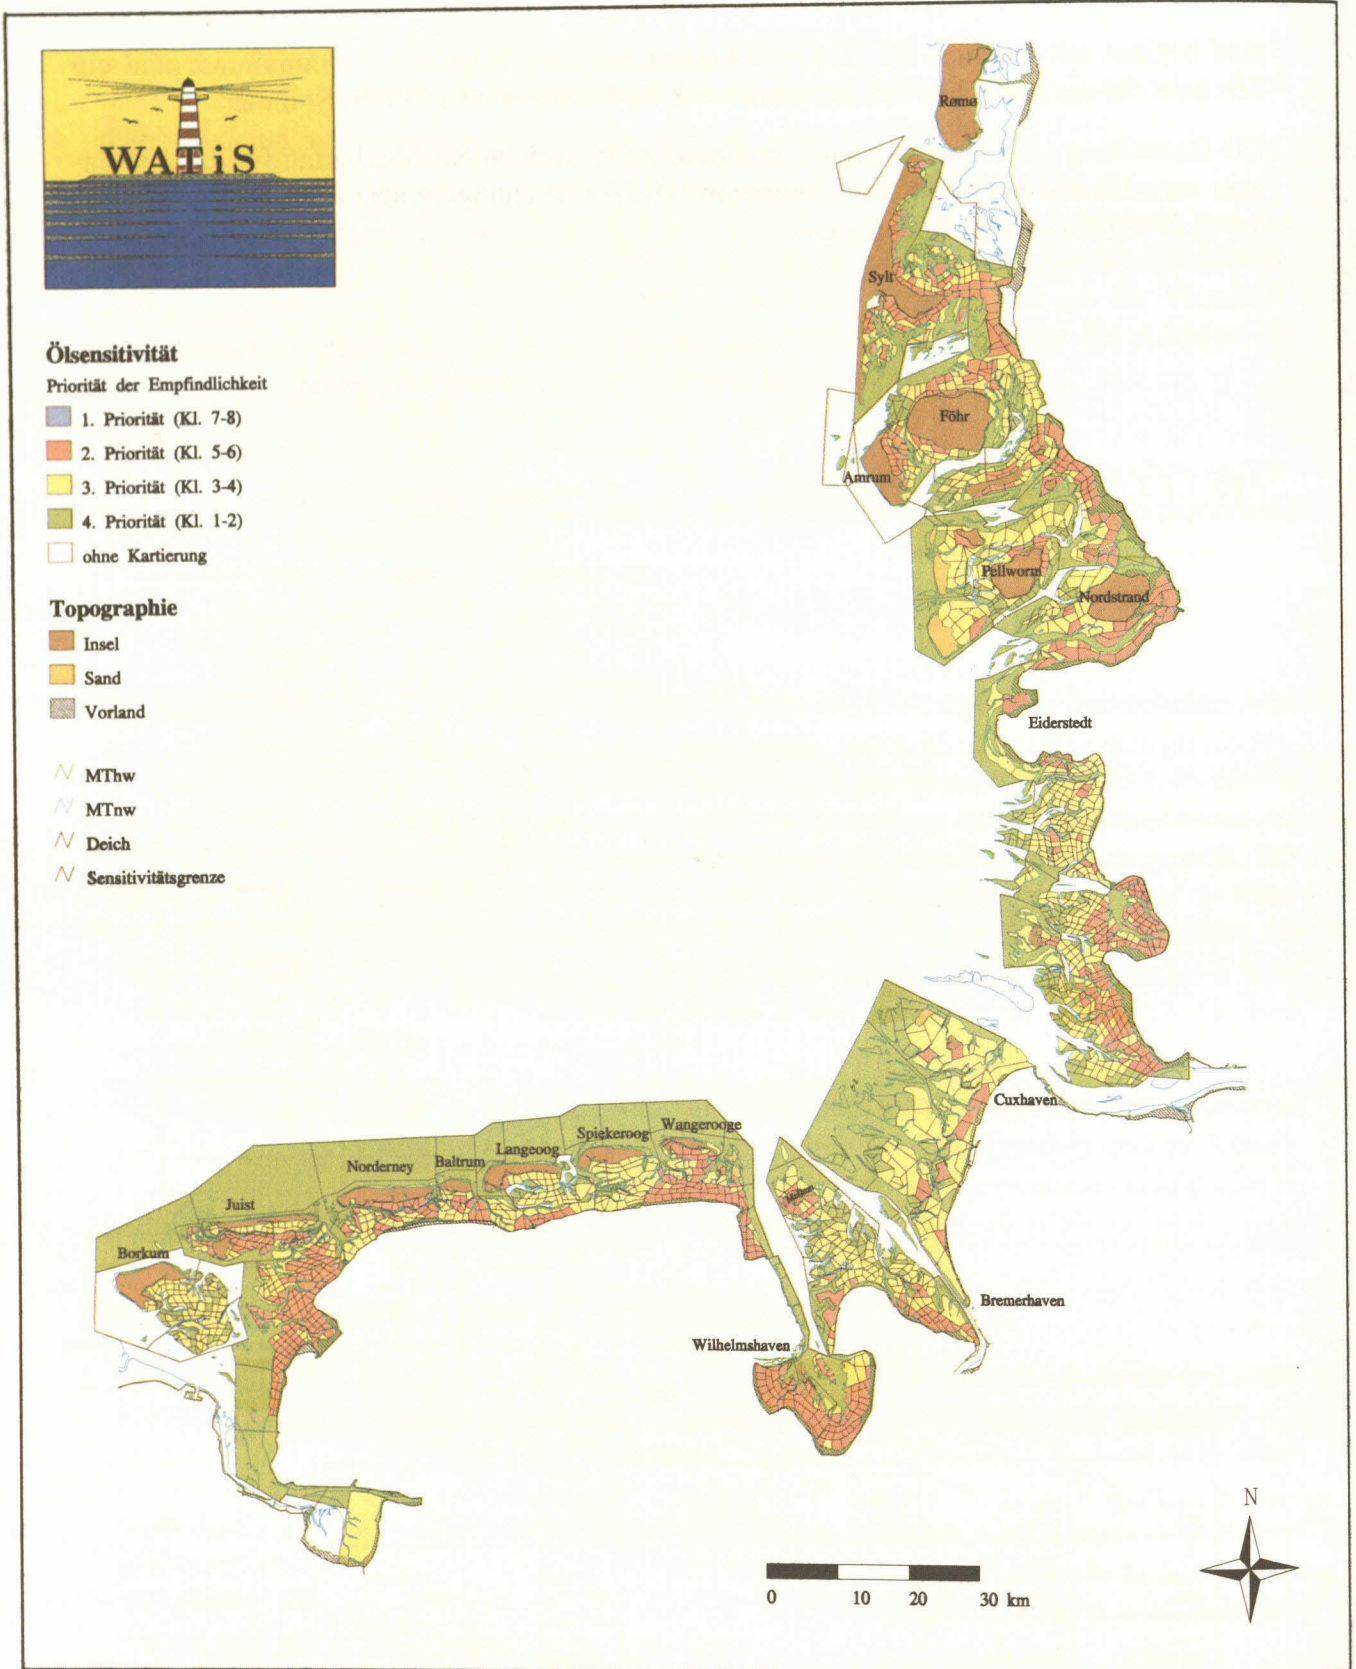 WATiS
Ölsensitivität
Priorität der Empfindlichkeit
1. Priorität (Kl. 7-8)
2. Priorität (Kl. 5-6)
3. Priorität (Kl. 3-4)
4. Priorität (Kl. 1-2)
ohne Kartierung
Topographie
Insel
Sand
Vorland
MThw
MTnw
Deich
Sensitivitätsgrenze
Rømø
Sylt
Föhr
Amrum
Pellworm
Nordstrand
Eiderstedt
Cuxhaven
Wangerooge
Spiekeroog
Langeoog
Baltrum
Norderney
Juist
Borkum
Mellum
Bremerhaven
Wilhelmshaven
N
0 10 20 30 km